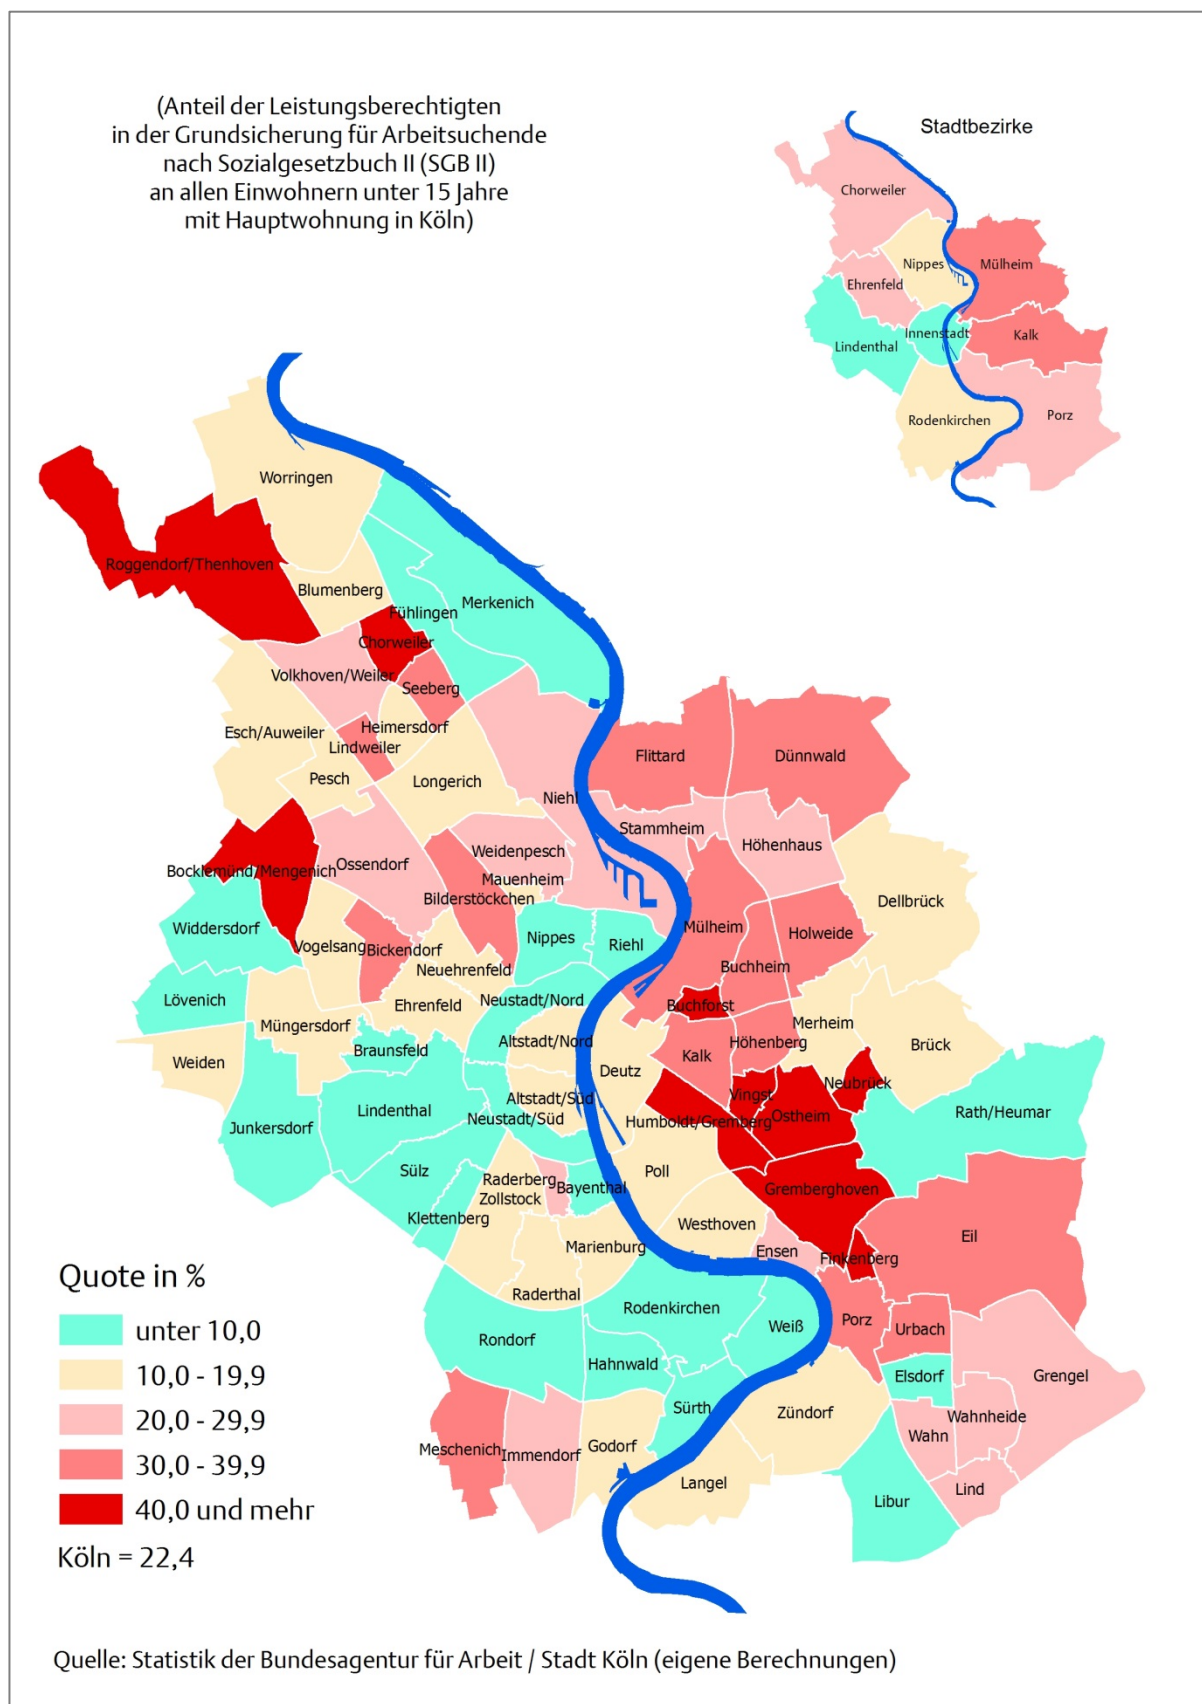 (Anteil der Leistungsberechtigten
in der Grundsicherung für Arbeitsuchende
nach Sozialgesetzbuch II (SGB II)
an allen Einwohnern unter 15 Jahre
mit Hauptwohnung in Köln)
Stadtbezirke
Chorweiler
Nippes
Mülheim
Ehrenfeld
Innenstadt
Kalk
Lindenthal
Rodenkirchen
Porz
Worringen
Roggendorf/Thenhoven
Blumenberg
Merkenich
Fühlingen
Chorweiler
Volkhoven/Weiler
Seeberg
Esch/Auweiler
Heimersdorf
Lindweiler
Pesch
Longerich
Flittard
Dünnwald
Niehl
Stammheim
Höhenhaus
Weidenpesch
Ossendorf
Bocklemünd/Mengenich
Mauenheim
Bilderstöckchen
Dellbrück
Widdersdorf
Vogelsang
Bickendorf
Nippes
Riehl
Mülheim
Holweide
Buchheim
Neuehrenfeld
Lövenich
Ehrenfeld
Neustadt/Nord
Buchforst
Müngersdorf
Merheim
Weiden
Braunsfeld
Altstadt/Nord
Höhenberg
Brück
Kalk
Deutz
Neubrück
Vingst
Lindenthal
Altstadt/Süd
Neustadt/Süd
Humboldt/Gremberg
Ostheim
Rath/Heumar
Junkersdorf
Sülz
Raderberg
Zollstock
Bayenthal
Poll
Gremberghoven
Klettenberg
Westhoven
Marienburg
Ensen
Finkenberg
Eil
Raderthal
Rodenkirchen
Weiß
Porz
Urbach
Rondorf
Hahnwald
Elsdorf
Grengel
Sürth
Zündorf
Wahnheide
Wahn
Meschenich
Immendorf
Godorf
Langel
Lind
Libur
Quote in %
unter 10,0
10,0 - 19,9
20,0 - 29,9
30,0 - 39,9
40,0 und mehr
Köln = 22,4
Quelle: Statistik der Bundesagentur für Arbeit / Stadt Köln (eigene Berechnungen)